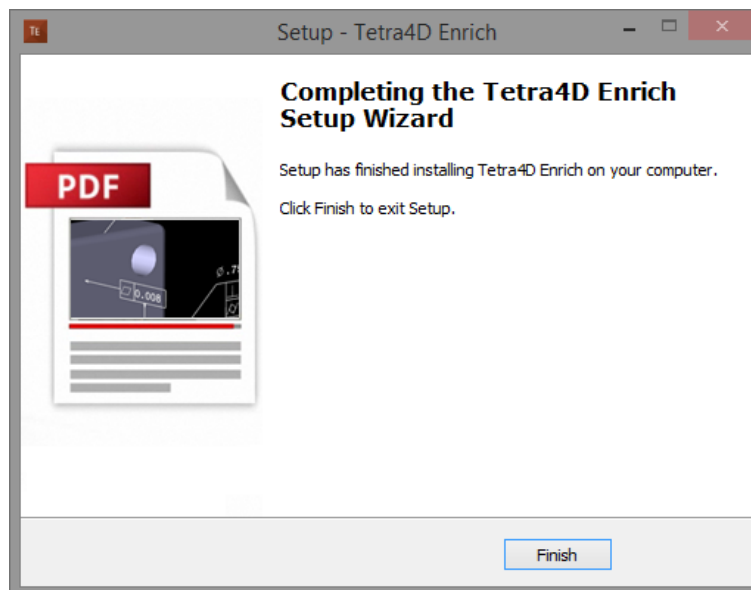 TE
Setup - Tetra4D Enrich
Completing the Tetra4D Enrich
Setup Wizard
Setup has finished installing Tetra4D Enrich on your computer.
Click Finish to exit Setup.
PDF
0.008
Finish